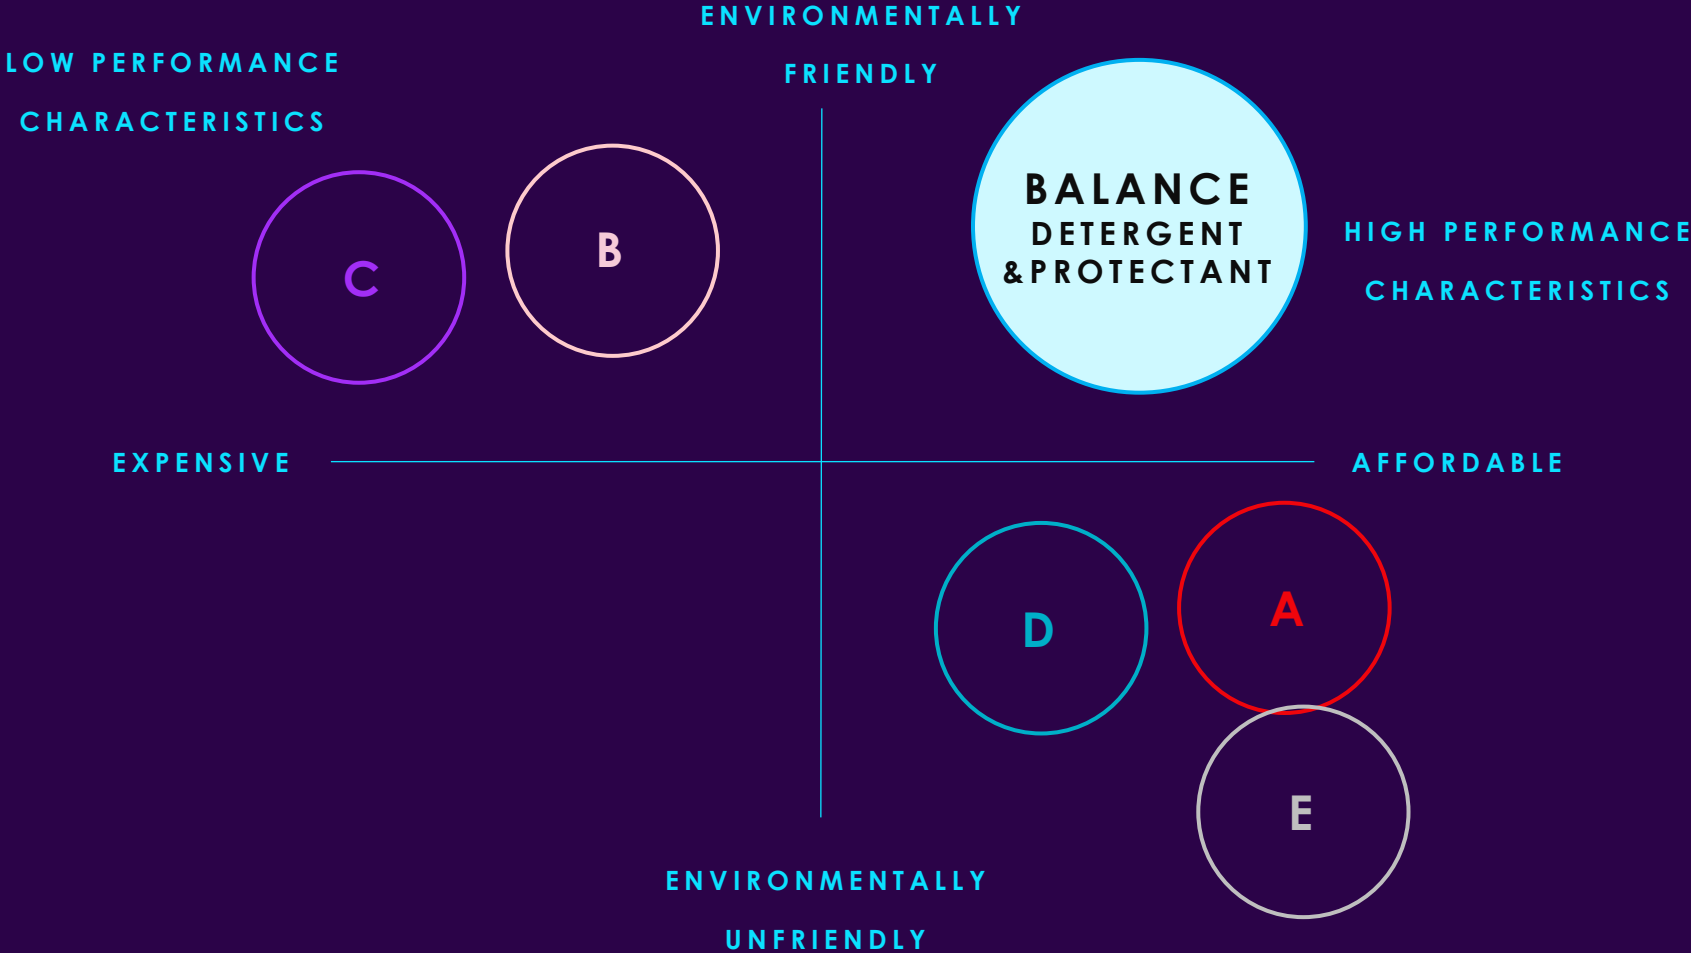 ENVIRONMENTALLY
FRIENDLY
LOW PERFORMANCE
CHARACTERISTICS
BALANCE
DETERGENT
&PROTECTANT
HIGH PERFORMANCE
CHARACTERISTICS
B
C
EXPENSIVE
AFFORDABLE
A
D
E
ENVIRONMENTALLY
UNFRIENDLY